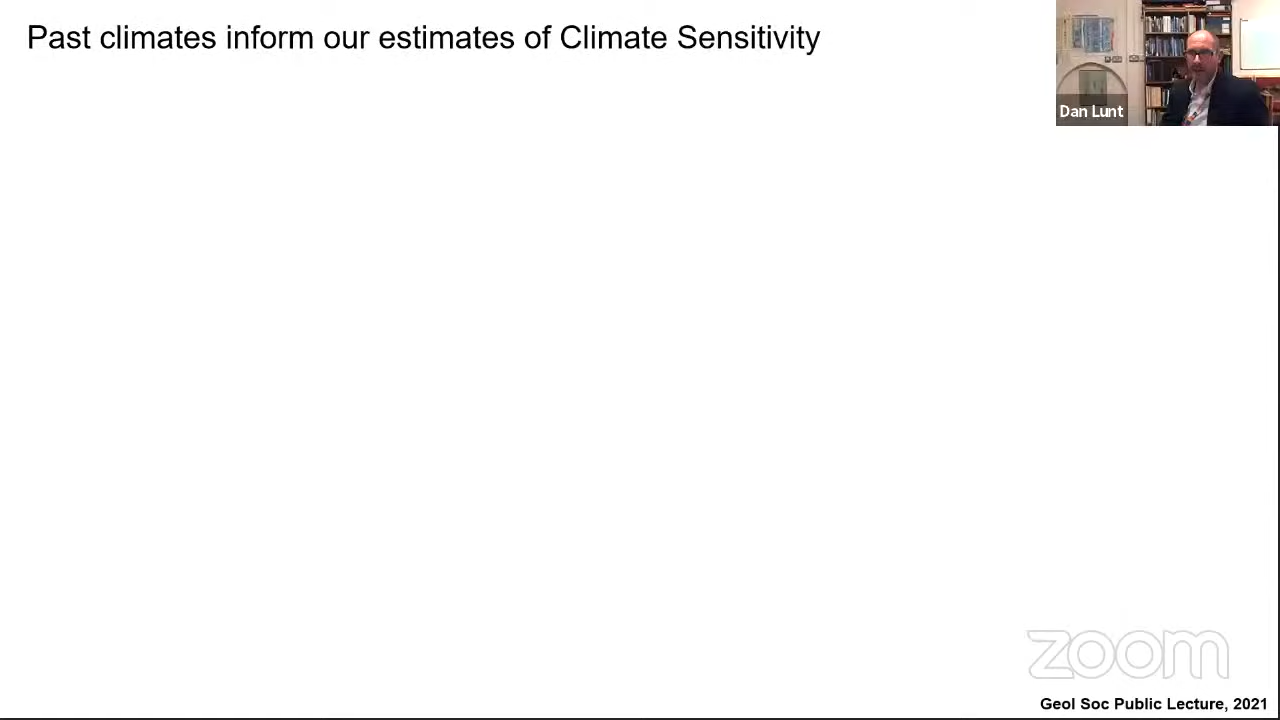 Past climates inform our estimates of Climate Sensitivity
Dan Lunt
zoom
Geol Soc Public Lecture, 2021